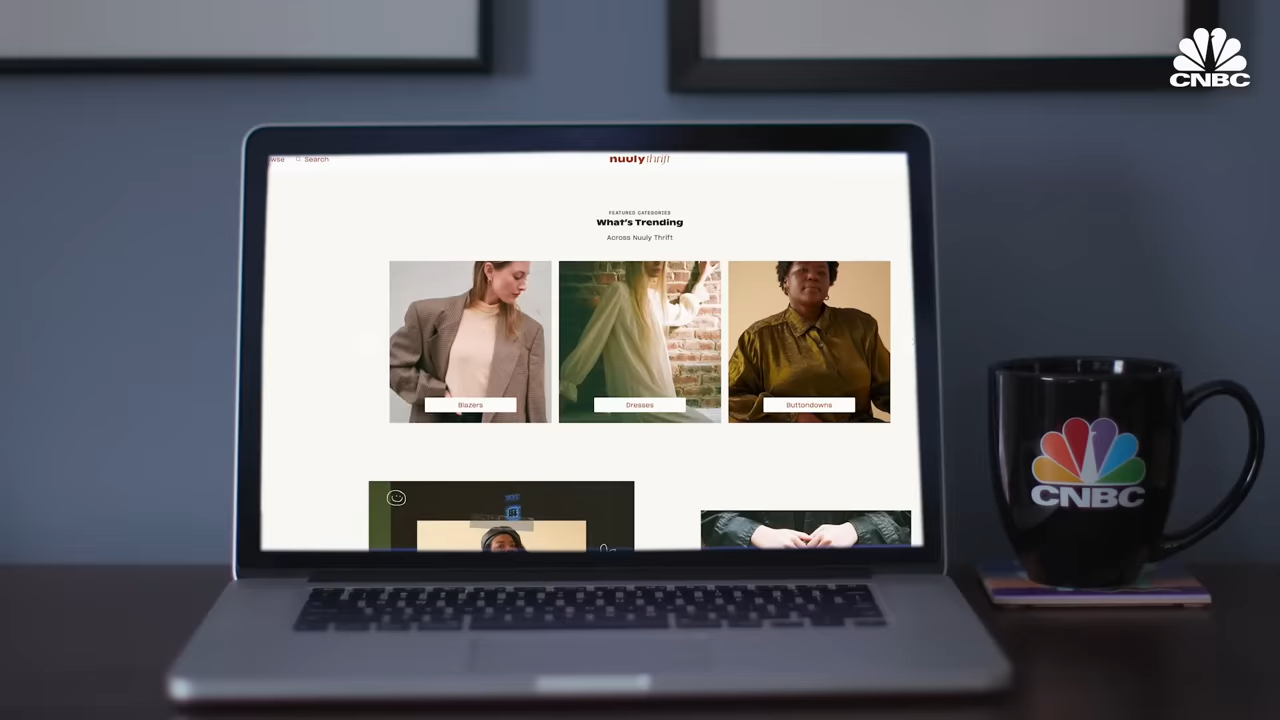 CNBC
Search
nuuly thrift
FEATURED CATEGORIES
What's Trending
Across Nuuly Thrift
Blazers
Dresses
Buttondowns
CNBC